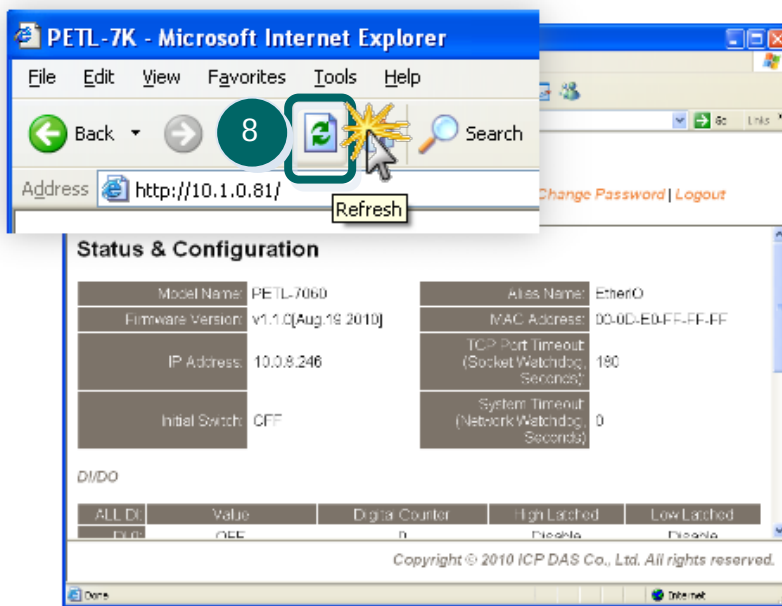 PETL-7K - Microsoft Internet Explorer
File Edit View Favorites Tools Help
Back 8 Search
Go Links
Address http://10.1.0.81/
Refresh
Change Password | Logout
Status & Configuration
Model Name: PETL-7060 Alias Name: EtherIO
Firmware Version: v1.1.0[Aug.19 2010] MAC Address: 00-0D-E0-FF-FF-FF
IP Address: 10.0.8.246 TCP Port Timeout
(Socket Watchdog,
Seconds): 180
Initial Switch: OFF System Timeout
(Network Watchdog,
Seconds) 0
DI/DO
ALL DI: Value Digital Counter High Latched Low Latched
DI0: OFF 0 Disable Disable
Copyright © 2010 ICP DAS Co., Ltd. All rights reserved.
Done Internet